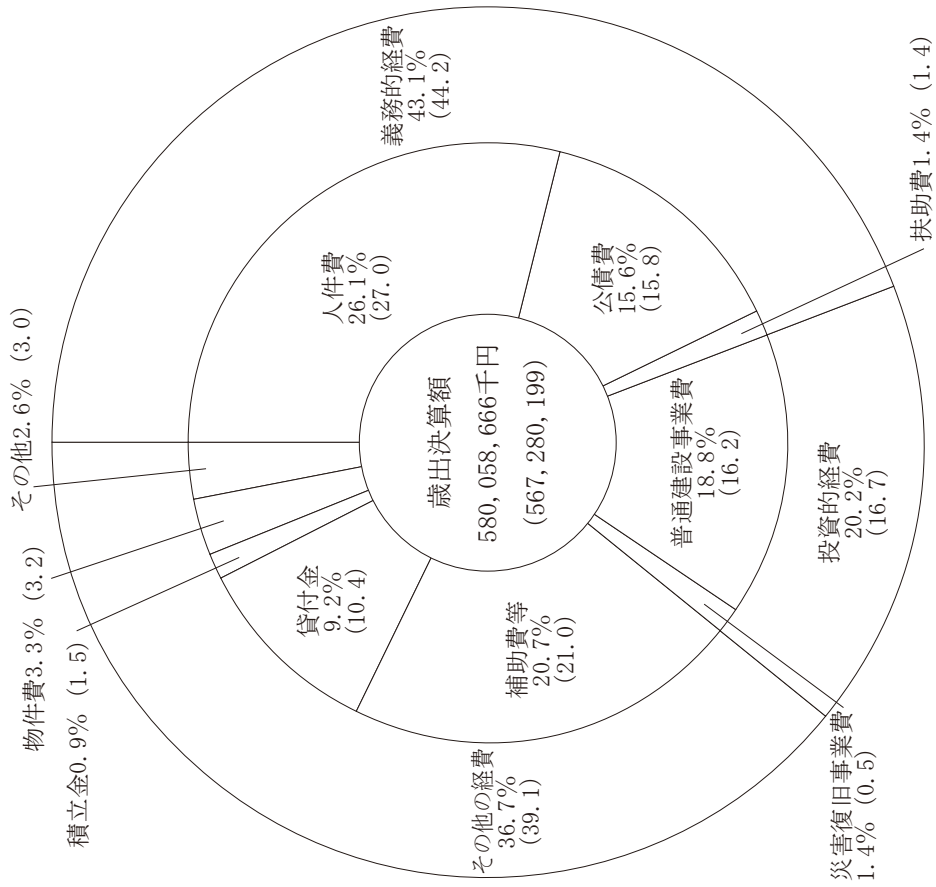 歳出決算額
580,058,666千円
(567,280,199)
義務的経費
43.1%
(44.2)
人件費
26.1%
(27.0)
公債費
15.6%
(15.8)
扶助費1.4% (1.4)
投資的経費
20.2%
(16.7)
普通建設事業費
18.8%
(16.2)
災害復旧事業費
1.4% (0.5)
その他の経費
36.7%
(39.1)
補助費等
20.7%
(21.0)
貸付金
9.2%
(10.4)
積立金0.9% (1.5)
物件費3.3% (3.2)
その他2.6% (3.0)